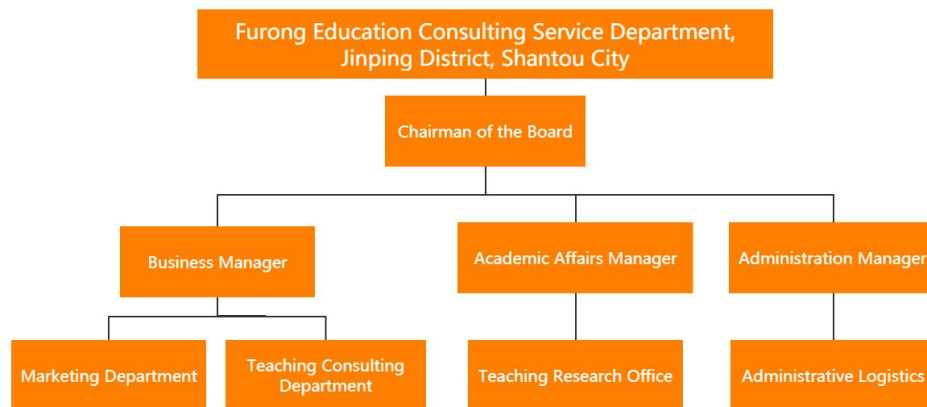 Furong Education Consulting Service Department,
Jinping District, Shantou City
Chairman of the Board
Business Manager
Academic Affairs Manager
Administration Manager
Marketing Department
Teaching Consulting
Department
Teaching Research Office
Administrative Logistics